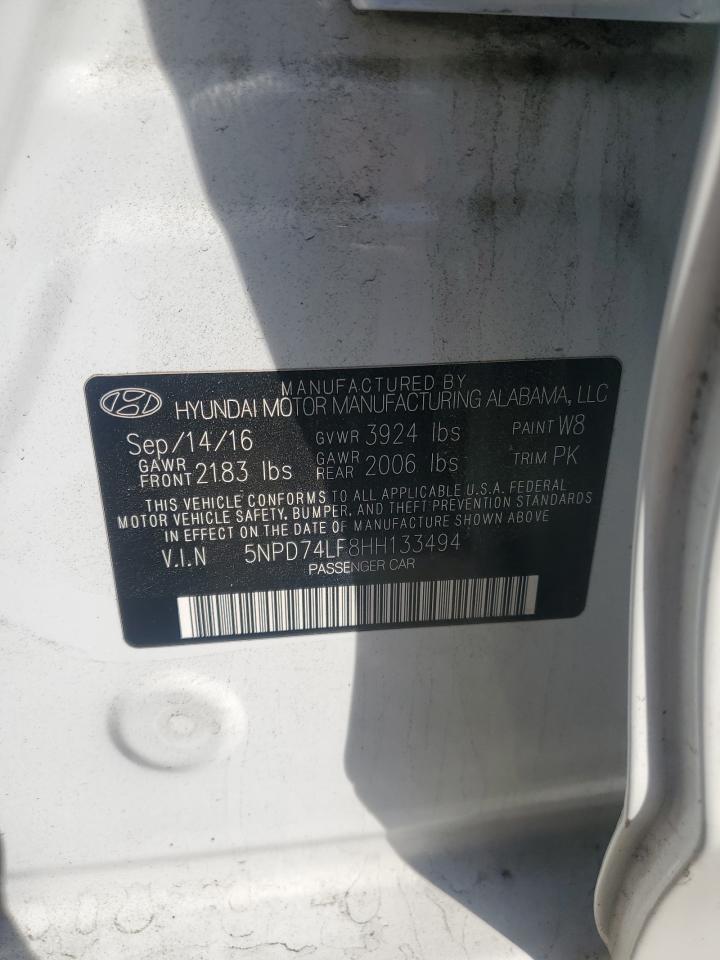 MANUFACTURED BY
HYUNDAI MOTOR MANUFACTURING ALABAMA, LLC
Sep/14/16 GVWR 3924 lbs PAINT W8
GAWR FRONT 2183 lbs GAWR REAR 2006 lbs TRIM PK
THIS VEHICLE CONFORMS TO ALL APPLICABLE U.S.A. FEDERAL
MOTOR VEHICLE SAFETY, BUMPER, AND THEFT PREVENTION STANDARDS
IN EFFECT ON THE DATE OF MANUFACTURE SHOWN ABOVE
V.I.N 5NPD74LF8HH133494
PASSENGER CAR